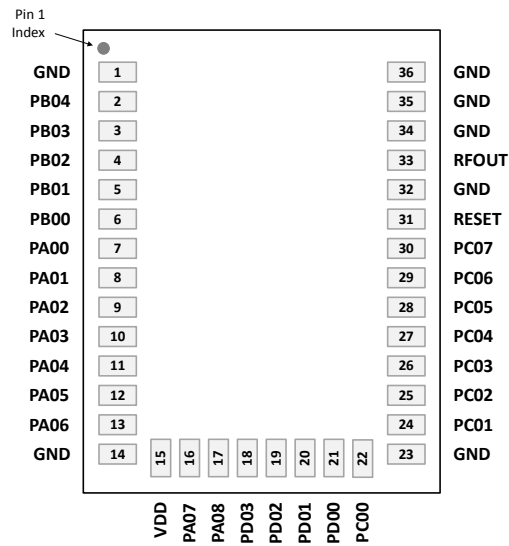 Pin 1
Index
GND 1 36 GND
PB04 2 35 GND
PB03 3 34 GND
PB02 4 33 RFOUT
PB01 5 32 GND
PB00 6 31 RESET
PA00 7 30 PC07
PA01 8 29 PC06
PA02 9 28 PC05
PA03 10 27 PC04
PA04 11 26 PC03
PA05 12 25 PC02
PA06 13 24 PC01
GND 14 23 GND
15 16 17 18 19 20 21 22
VDD PA07 PA08 PD03 PD02 PD01 PD00 PC00